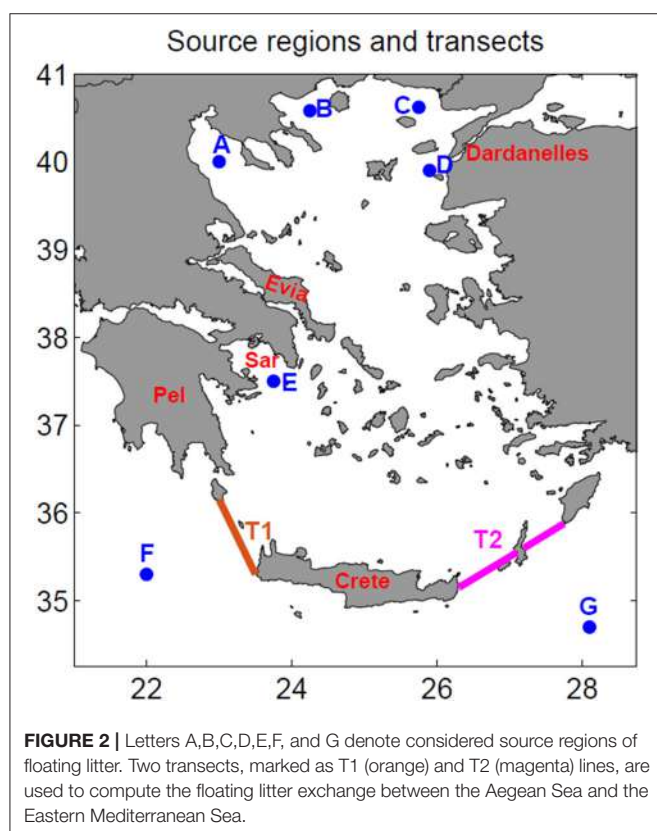 Source regions and transects
41
40
39
38
37
36
35
22
24
26
28
A
B
C
D
Dardanelles
Evia
Sar
E
Pel
T1
T2
F
Crete
G
FIGURE 2 | Letters A,B,C,D,E,F, and G denote considered source regions of
floating litter. Two transects, marked as T1 (orange) and T2 (magenta) lines, are
used to compute the floating litter exchange between the Aegean Sea and the
Eastern Mediterranean Sea.